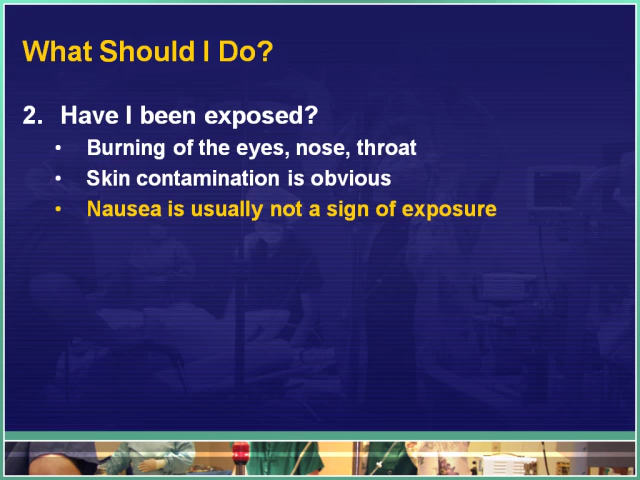 What Should I Do?
2. Have I been exposed?
• Burning of the eyes, nose, throat
• Skin contamination is obvious
• Nausea is usually not a sign of exposure